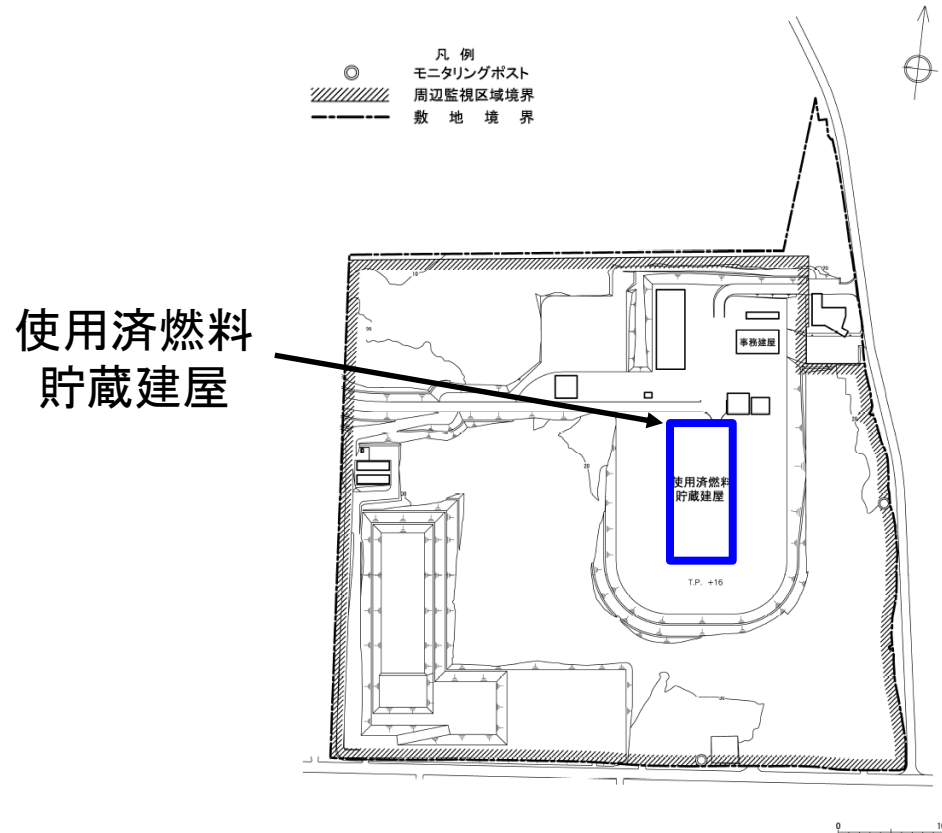 凡 例
モニタリングポスト
周辺監視区域境界
敷 地 境 界
使用済燃料
貯蔵建屋
事務建屋
使用済燃料
貯蔵建屋
T.P. +16
20
20
0